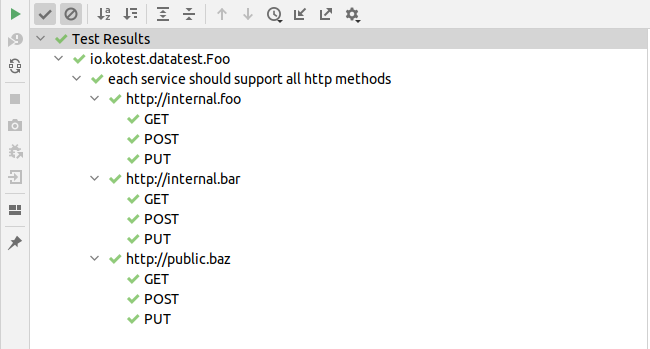 Test Results
io.kotest.datatest.Foo
each service should support all http methods
http://internal.foo
GET
POST
PUT
http://internal.bar
GET
POST
PUT
http://public.baz
GET
POST
PUT